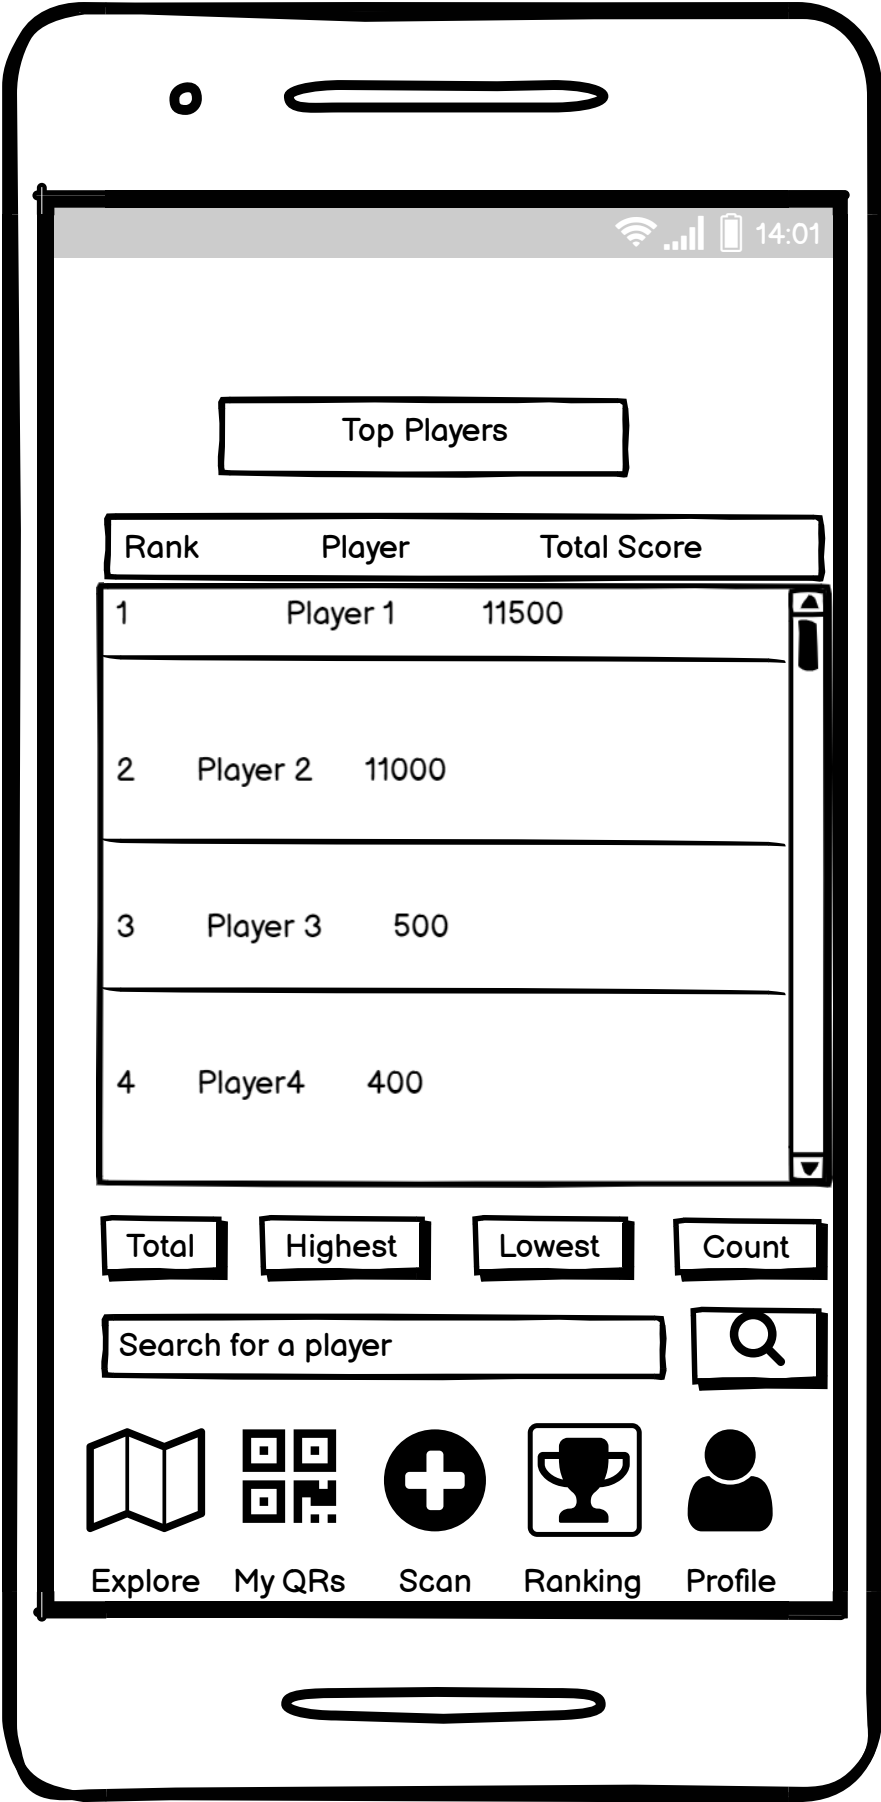 14:01
Top Players
Rank Player Total Score
1 Player 1 11500
2 Player 2 11000
3 Player 3 500
4 Player4 400
Total Highest Lowest Count
Search for a player
Explore My QRs Scan Ranking Profile